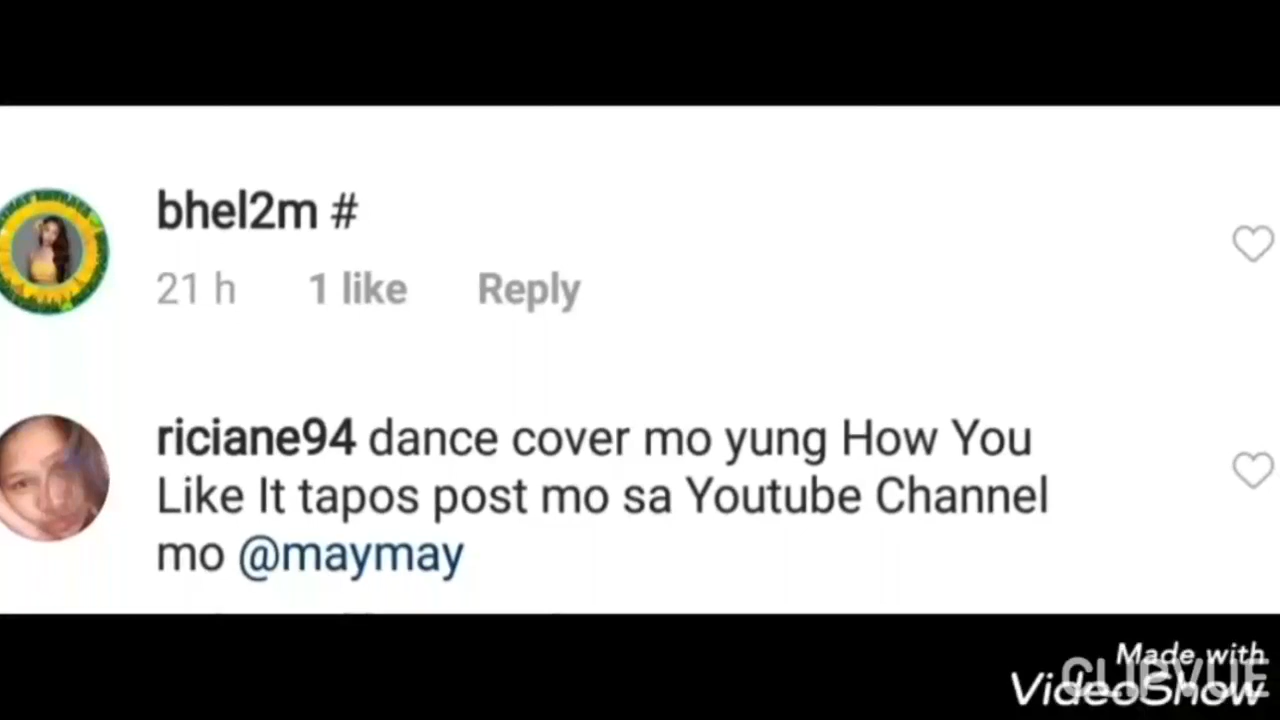 bhel2m #
21 h 1 like Reply
riciane94 dance cover mo yung How You
Like It tapos post mo sa Youtube Channel
mo @maymay
Made with
CLIPVUE
VideoShow